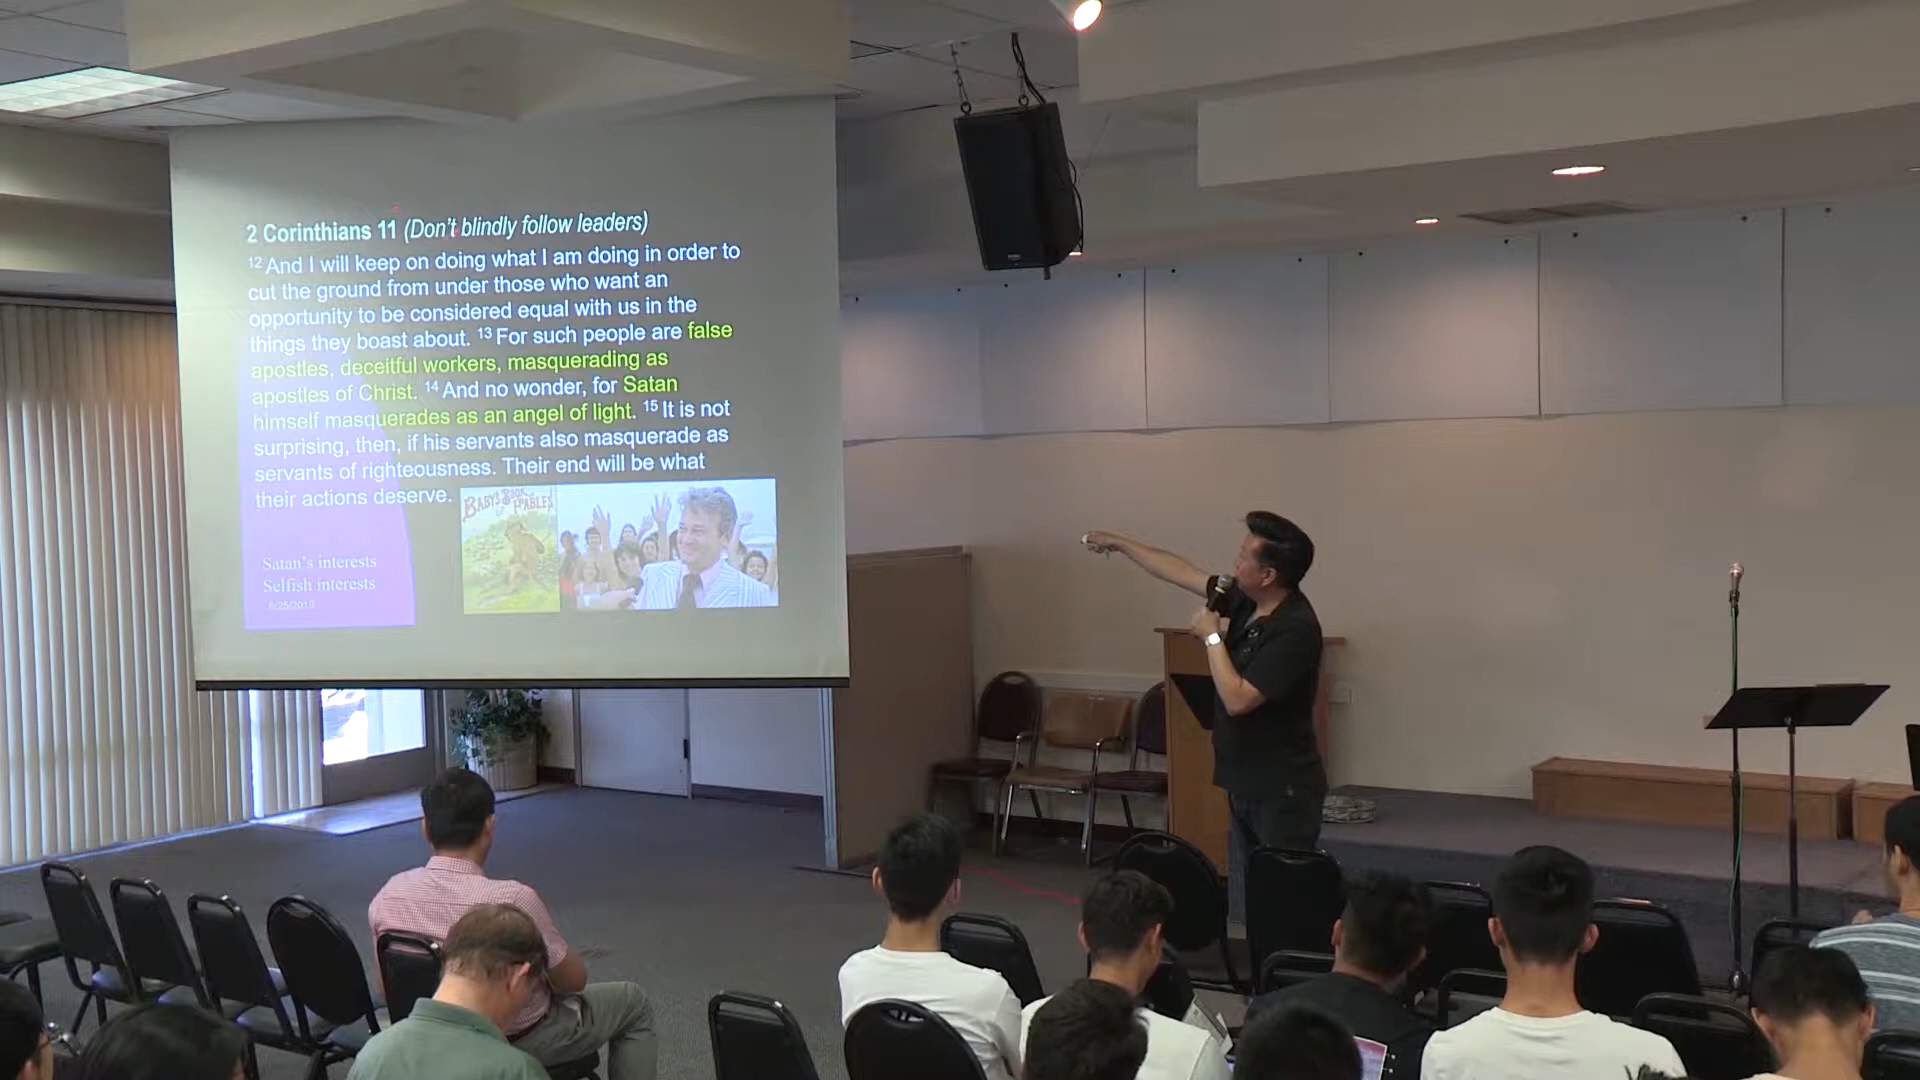 2 Corinthians 11 (Don't blindly follow leaders)
12 And I will keep on doing what I am doing in order to
cut the ground from under those who want an
opportunity to be considered equal with us in the
things they boast about. 13 For such people are false
apostles, deceitful workers, masquerading as
apostles of Christ. 14 And no wonder, for Satan
himself masquerades as an angel of light. 15 It is not
surprising, then, if his servants also masquerade as
servants of righteousness. Their end will be what
their actions deserve.
BABYS BOOK
OF FABLES
Satan's interests
Selfish interests
8/25/2019